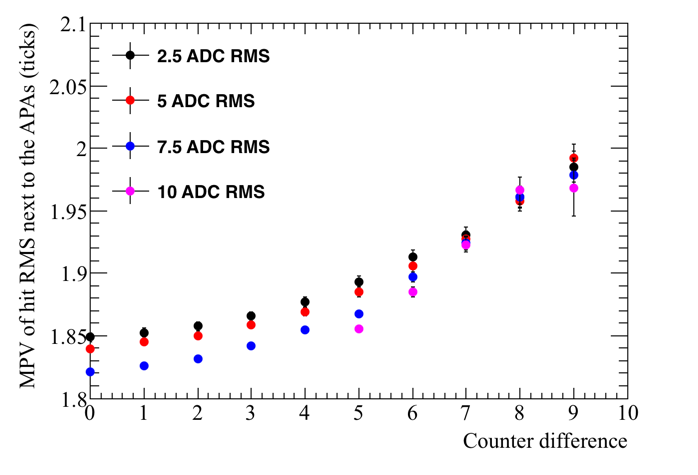 MPV of hit RMS next to the APAs (ticks)
2.1
2.05
2
1.95
1.9
1.85
1.8
2.5 ADC RMS
5 ADC RMS
7.5 ADC RMS
10 ADC RMS
0 1 2 3 4 5 6 7 8 9 10
Counter difference